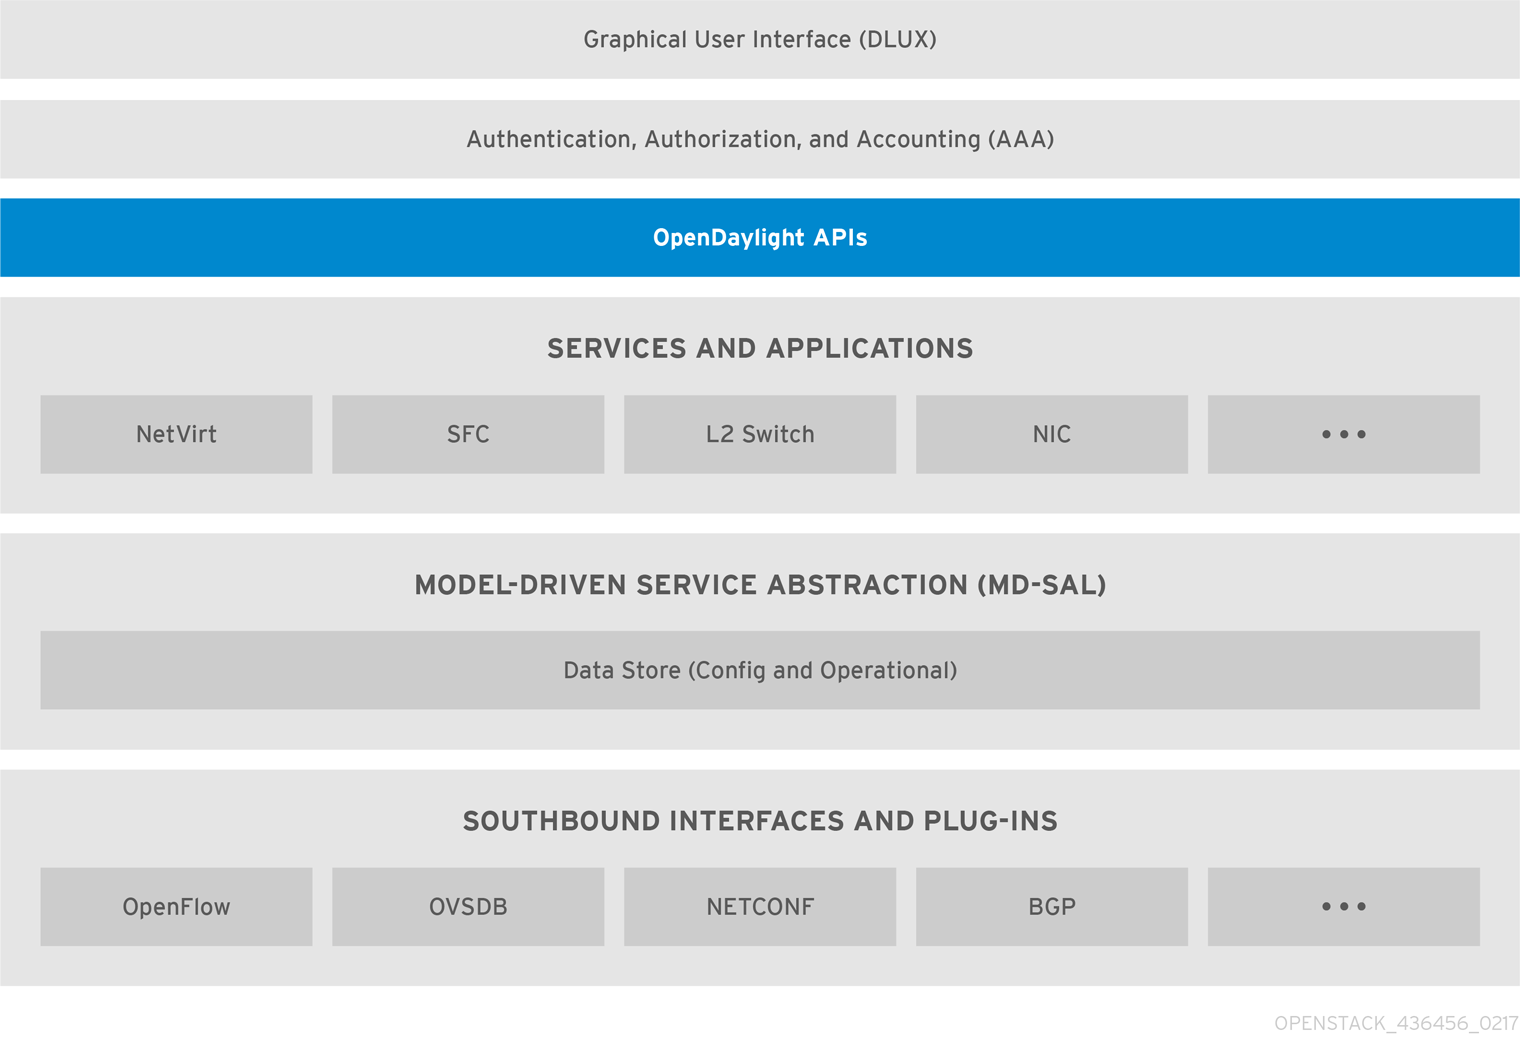 Graphical User Interface (DLUX)
Authentication, Authorization, and Accounting (AAA)
OpenDaylight APIs
SERVICES AND APPLICATIONS
NetVirt
SFC
L2 Switch
NIC
•••
MODEL-DRIVEN SERVICE ABSTRACTION (MD-SAL)
Data Store (Config and Operational)
SOUTHBOUND INTERFACES AND PLUG-INS
OpenFlow
OVSDB
NETCONF
BGP
•••
OPENSTACK_436456_0217